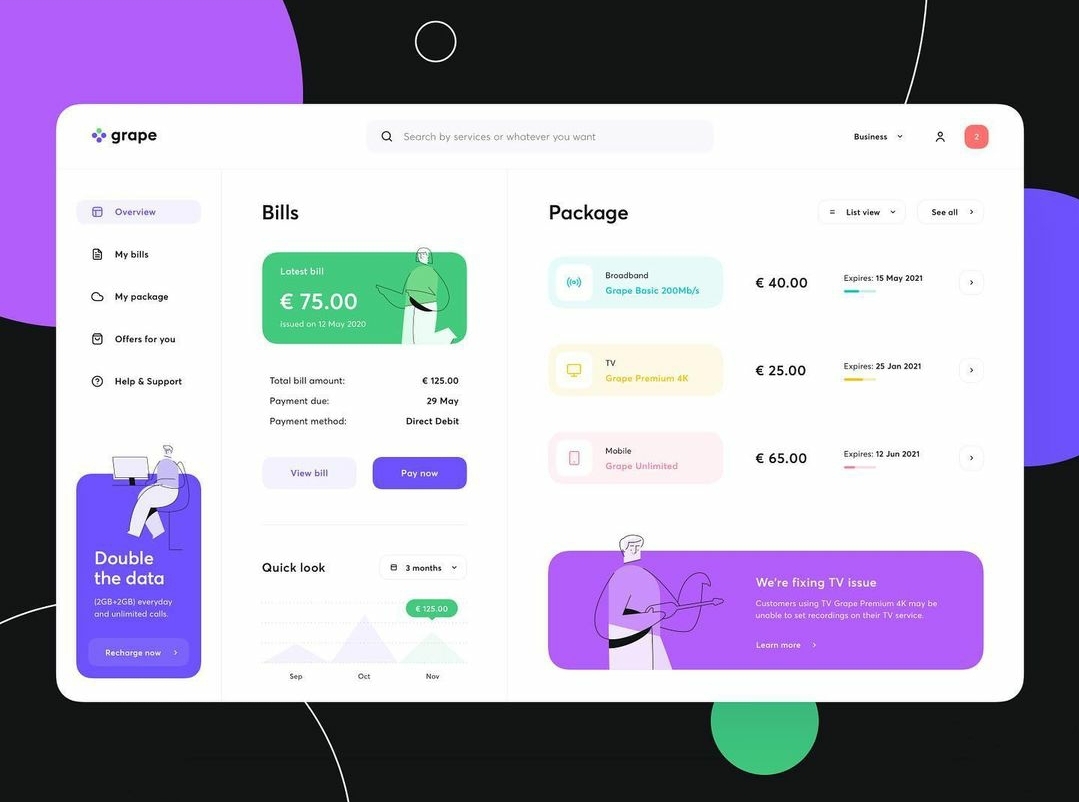 grape
Search by services or whatever you want
Business
2
Overview
My bills
My package
Offers for you
Help & Support
Double
the data
(2GB+2GB) everyday
and unlimited calls.
Recharge now
Bills
Latest bill
€ 75.00
Issued on 12 May 2020
Total bill amount: € 125.00
Payment due: 29 May
Payment method: Direct Debit
View bill
Pay now
Quick look
3 months
€ 125.00
Sep Oct Nov
Package
List view
See all
Broadband
Grape Basic 200Mb/s
€ 40.00
Expires: 15 May 2021
TV
Grape Premium 4K
€ 25.00
Expires: 25 Jan 2021
Mobile
Grape Unlimited
€ 65.00
Expires: 12 Jun 2021
We're fixing TV issue
Customers using TV Grape Premium 4K may be
unable to set recordings on their TV service.
Learn more